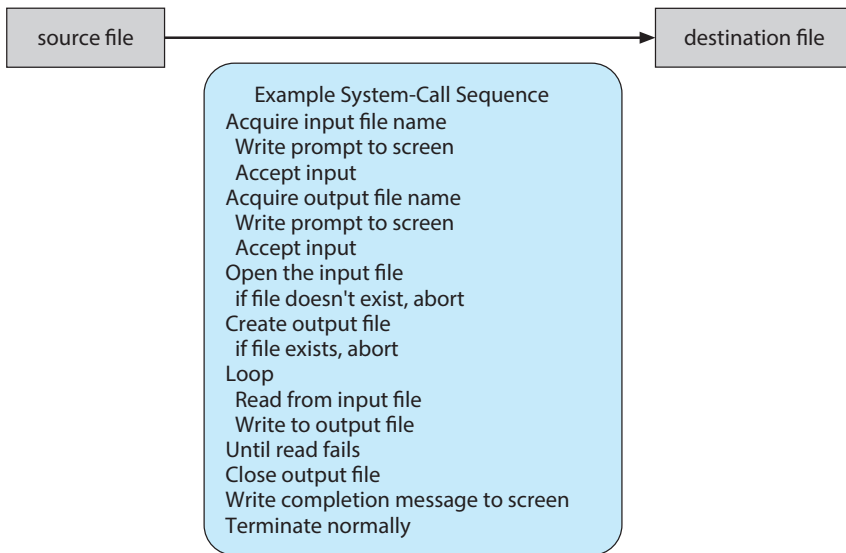 source file
destination file
Example System-Call Sequence
Acquire input file name
Write prompt to screen
Accept input
Acquire output file name
Write prompt to screen
Accept input
Open the input file
if file doesn't exist, abort
Create output file
if file exists, abort
Loop
Read from input file
Write to output file
Until read fails
Close output file
Write completion message to screen
Terminate normally